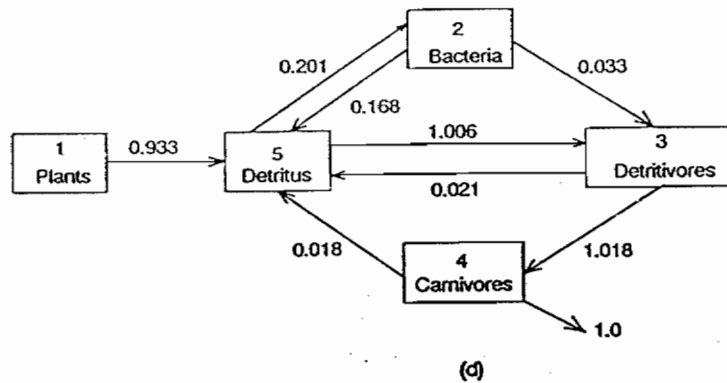 2
Bacteria
0.201
0.033
0.168
1
Plants
0.933
5
Detritus
1.006
3
Detritivores
0.021
0.018
4
Carnivores
1.018
1.0
(d)